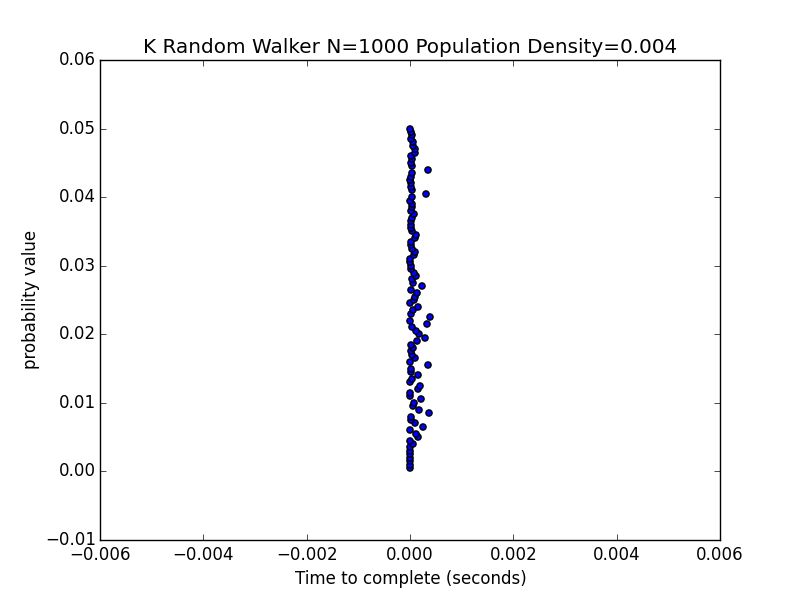 K Random Walker N=1000 Population Density=0.004
0.06
0.05
0.04
0.03
0.02
0.01
0.00
−0.01
probability value
−0.006 −0.004 −0.002 0.000 0.002 0.004 0.006
Time to complete (seconds)